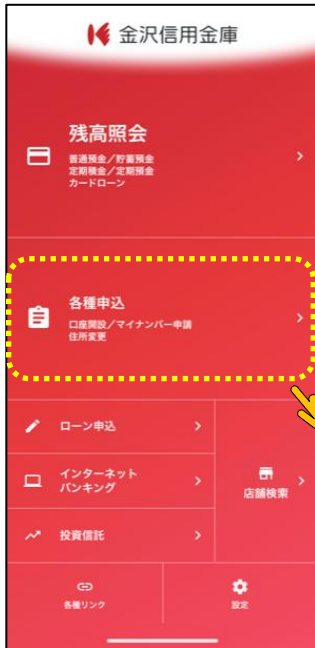 金沢信用金庫
残高照会
普通預金／貯蓄預金
定期積金／定期預金
カードローン
各種申込
口座開設／マイナンバー申請
住所変更
ローン申込
インターネット
バンキング
投資信託
店舗検索
各種リンク
設定